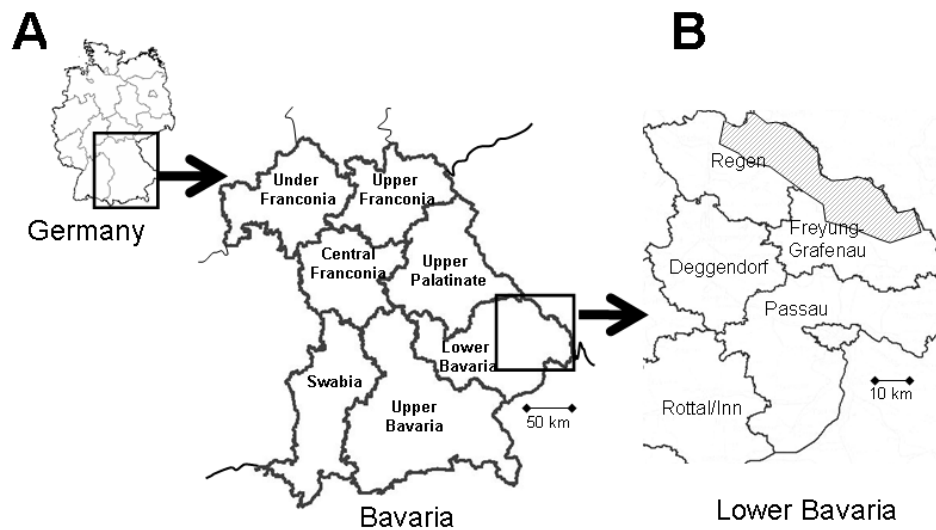 A
B
Germany
Under
Franconia
Upper
Franconia
Central
Franconia
Upper
Palatinate
Lower
Bavaria
Swabia
Upper
Bavaria
50 km
Bavaria
Regen
Freyung-
Grafenau
Deggendorf
Passau
Rottal/Inn
10 km
Lower Bavaria